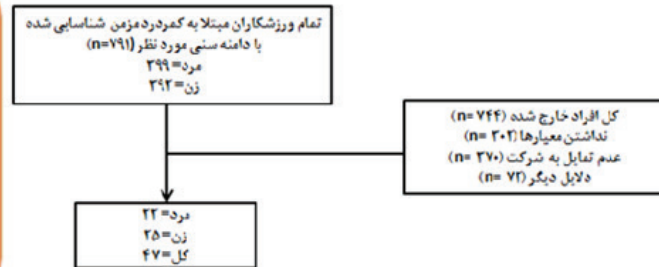 تمام ورزشکاران مبتلا به کمردرد مزمن شناسایی شده
با دامنه سنی مورد نظر (n=۷۹۱)
مرد=۳۹۹
زن=۳۹۲
کل افراد خارج شده (n= ۷۴۴)
نداشتن معیارها (n= ۳۰۲)
عدم تمایل به شرکت (n= ۳۷۰)
دلایل دیگر (n= ۷۲)
مرد=۲۲
زن=۲۵
کل=۴۷